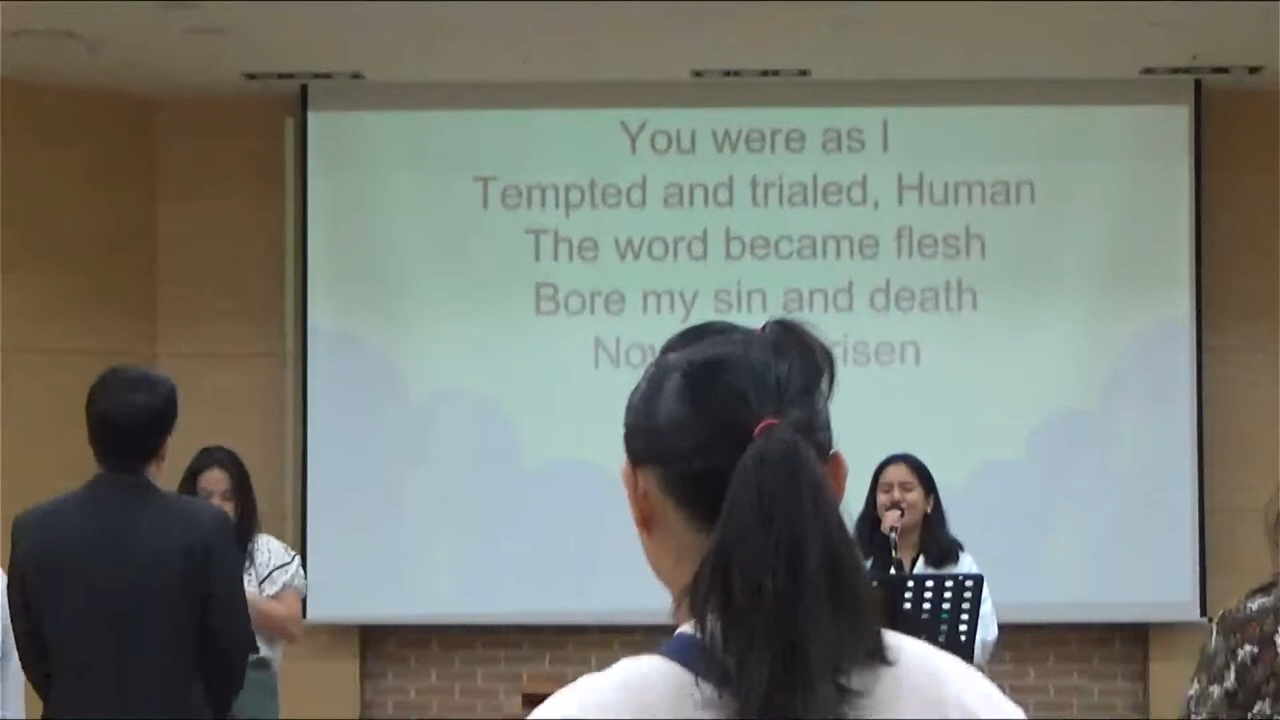 You were as I
Tempted and trialed, Human
The word became flesh
Bore my sin and death
risen